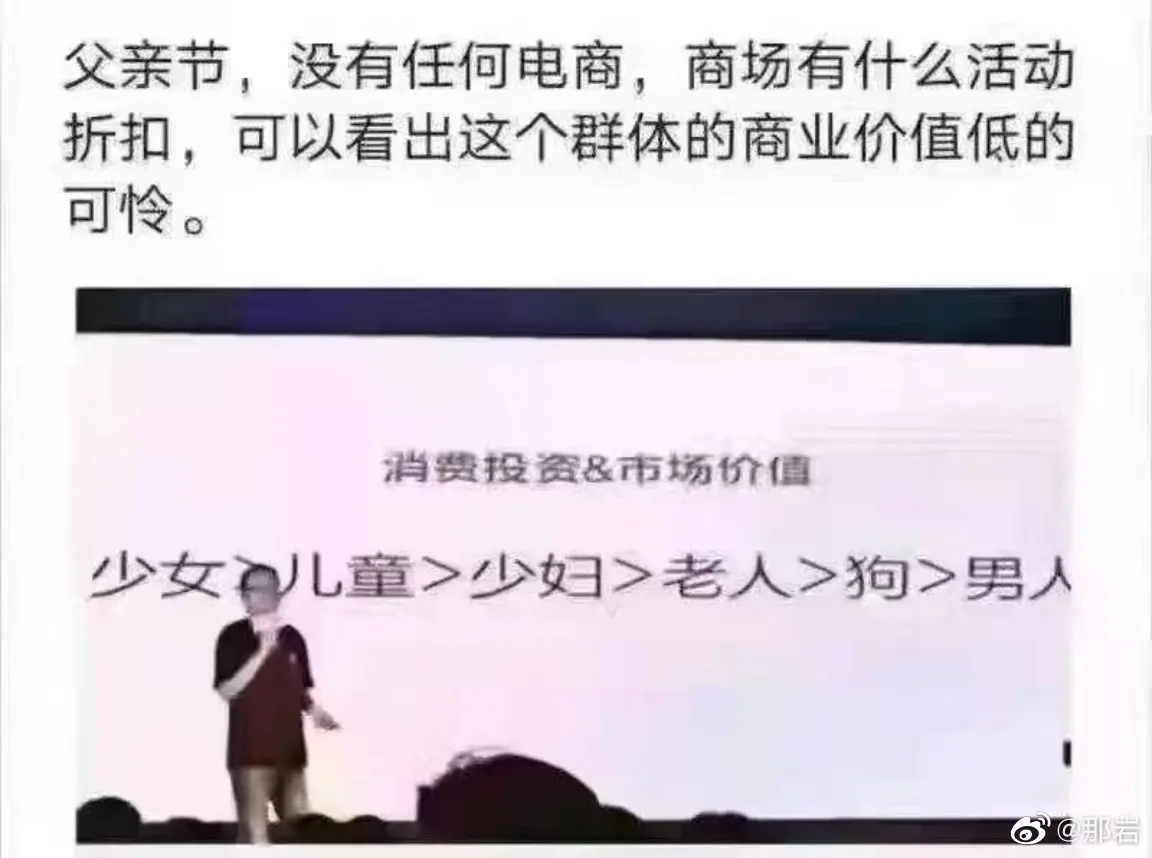 父亲节，没有任何电商，商场有什么活动
折扣，可以看出这个群体的商业价值低的
可怜。
消费投资&市场价值
少女>儿童>少妇>老人>狗>男人
@那岩